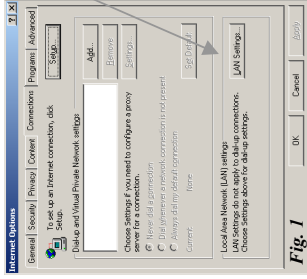 Internet Options
? X
General Security Privacy Content Connections Programs Advanced
To set up an Internet connection, click
Setup.
Setup...
Dial-up and Virtual Private Network settings
Add...
Remove
Settings...
Choose Settings if you need to configure a proxy
server for a connection.
Never dial a connection
Dial whenever a network connection is not present
Always dial my default connection
Current None
Set Default
Local Area Network (LAN) settings
LAN Settings do not apply to dial-up connections.
Choose Settings above for dial-up settings.
LAN Settings...
OK Cancel Apply
Fig. 1